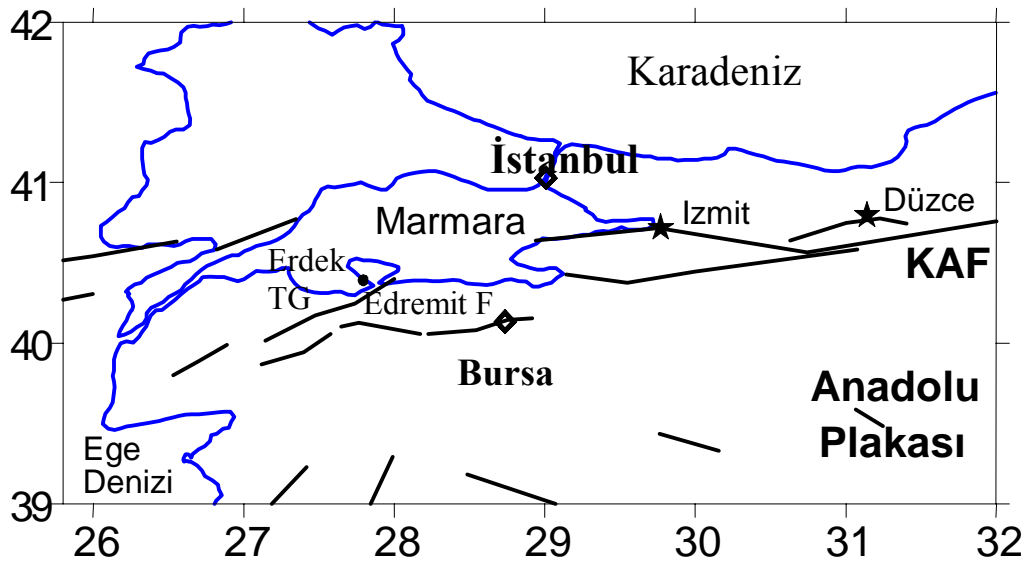 42
Karadeniz
İstanbul
41
Izmit
Düzce
Marmara
KAF
Erdek
TG
Edremit F
40
Bursa
Anadolu
Plakası
Ege
Denizi
39
26 27 28 29 30 31 32